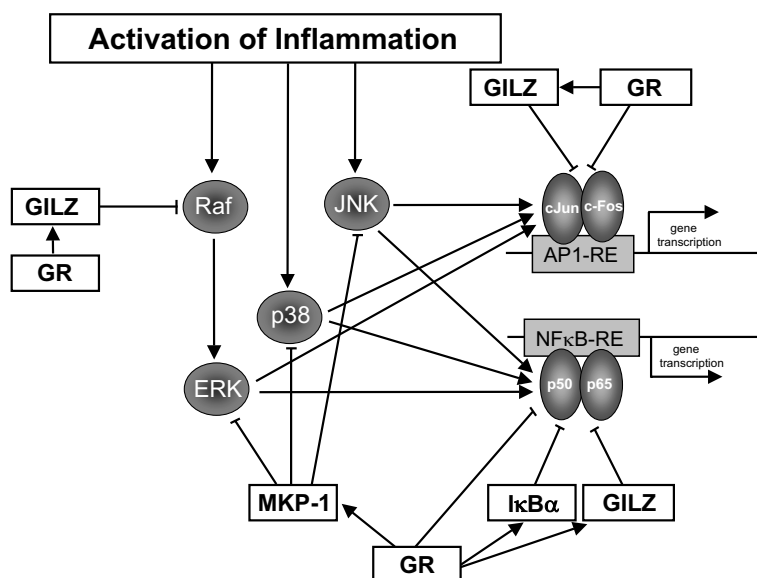 Activation of Inflammation
GILZ
GR
GILZ
Raf
JNK
cJun
c-Fos
gene
transcription
GR
AP1-RE
p38
NFκB-RE
gene
transcription
ERK
p50
p65
MKP-1
IκBα
GILZ
GR